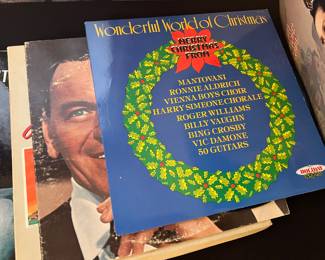 Wonderful World of Christmas
MERRY
CHRISTMAS
FROM
MANTOVANI
RONNIE ALDRICH
VIENNA BOYS CHOIR
HARRY SIMEONE CHORALE
ROGER WILLIAMS
BILLY VAUGHN
BING CROSBY
VIC DAMONE
50 GUITARS
HOLIDAY